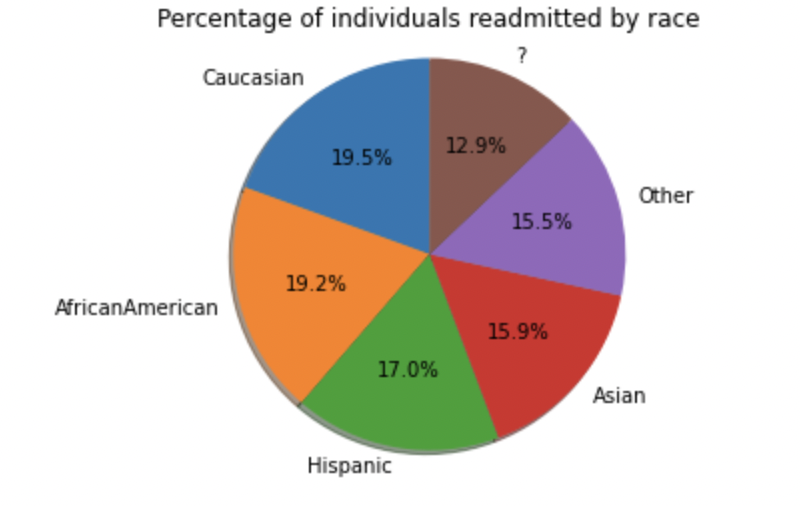 Percentage of individuals readmitted by race
?
Caucasian
12.9%
19.5%
Other
15.5%
19.2%
AfricanAmerican
15.9%
17.0%
Asian
Hispanic